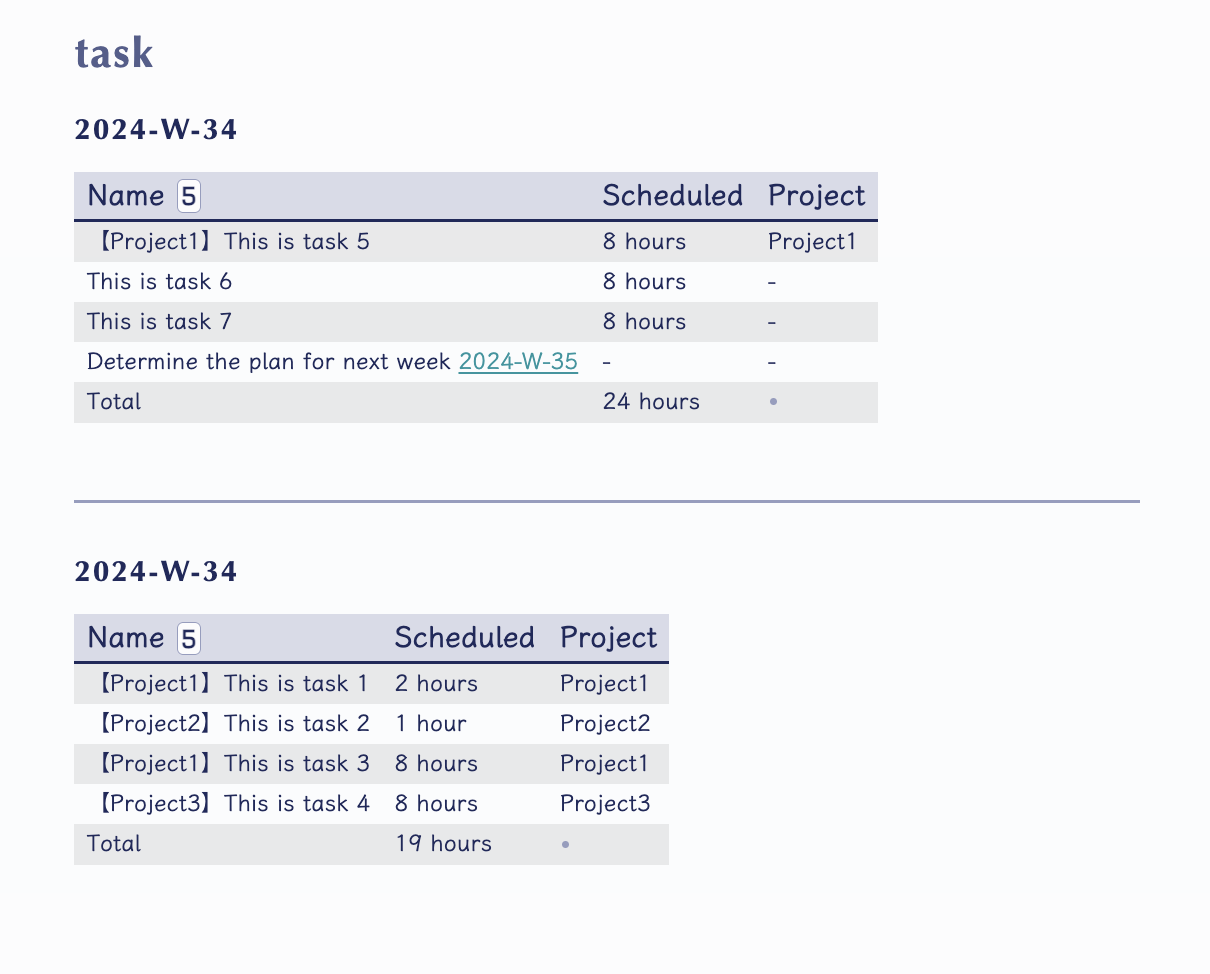 task
2024-W-34
Name 5 Scheduled Project
【Project1】This is task 5 8 hours Project1
This is task 6 8 hours -
This is task 7 8 hours -
Determine the plan for next week 2024-W-35 - -
Total 24 hours •
2024-W-34
Name 5 Scheduled Project
【Project1】This is task 1 2 hours Project1
【Project2】This is task 2 1 hour Project2
【Project1】This is task 3 8 hours Project1
【Project3】This is task 4 8 hours Project3
Total 19 hours •